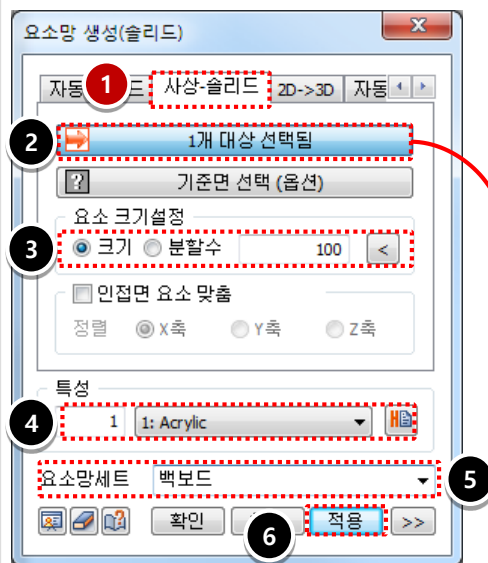 요소망 생성(솔리드)
자동 1 드 사상-솔리드 2D->3D 자동
2 1개 대상 선택됨
기준면 선택 (옵션)
요소 크기설정
3 크기 분할수 100 <
인접면 요소 맞춤
정렬 X축 Y축 Z축
특성
4 1 1: Acrylic
요소망세트 백보드 5
확인 6 적용 >>